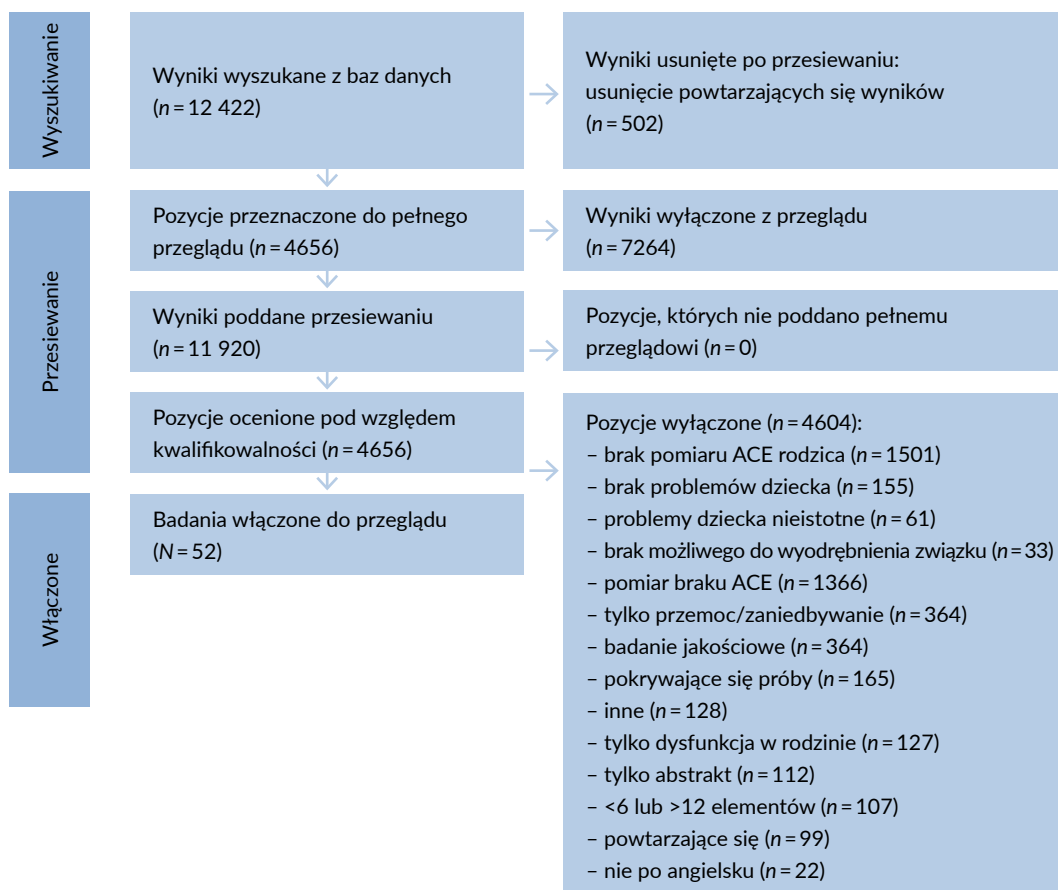 Wyszukiwanie
Wyniki wyszukane z baz danych
(n = 12 422)
Wyniki usunięte po przesiewaniu:
usunięcie powtarzających się wyników
(n = 502)
Przesiewanie
Pozycje przeznaczone do pełnego
przeglądu (n = 4656)
Wyniki wyłączone z przeglądu
(n = 7264)
Wyniki poddane przesiewaniu
(n = 11 920)
Pozycje, których nie poddano pełnemu
przeglądowi (n = 0)
Pozycje ocenione pod względem
kwalifikowalności (n = 4656)
Pozycje wyłączone (n = 4604):
– brak pomiaru ACE rodzica (n = 1501)
– brak problemów dziecka (n = 155)
– problemy dziecka nieistotne (n = 61)
– brak możliwego do wyodrębnienia związku (n = 33)
– pomiar braku ACE (n = 1366)
– tylko przemoc/zaniedbywanie (n = 364)
– badanie jakościowe (n = 364)
– pokrywające się próby (n = 165)
– inne (n = 128)
– tylko dysfunkcja w rodzinie (n = 127)
– tylko abstrakt (n = 112)
– <6 lub >12 elementów (n = 107)
– powtarzające się (n = 99)
– nie po angielsku (n = 22)
Włączone
Badania włączone do przeglądu
(N = 52)